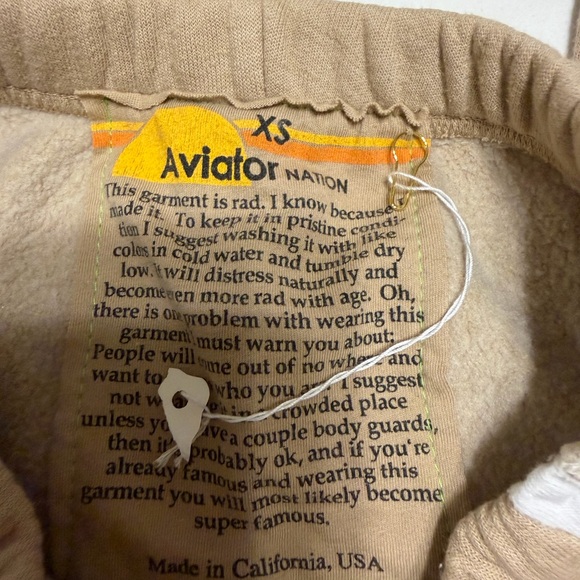 XS
Aviator NATION
This garment is rad. I know because
made it. To keep it in pristine condi-
tion I suggest washing it with like
colors in cold water and tumble dry
low. It will distress naturally and
become even more rad with age. Oh,
there is one problem with wearing this
garment must warn you about:
People will come out of no where and
want to who you are I suggest
not in crowded place
unless you have a couple body guards,
then it probably ok, and if you're
already famous and wearing this
garment you will most likely become
super famous.
Made in California, USA